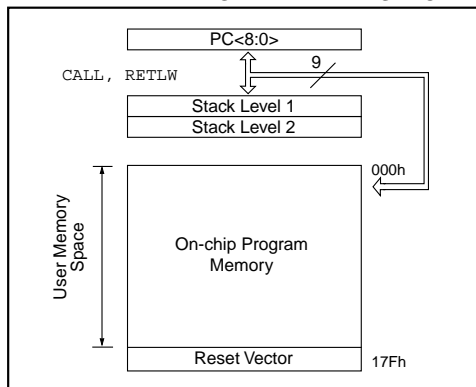 PC<8:0>
9
CALL, RETLW
Stack Level 1
Stack Level 2
000h
User Memory
Space
On-chip Program
Memory
Reset Vector
17Fh